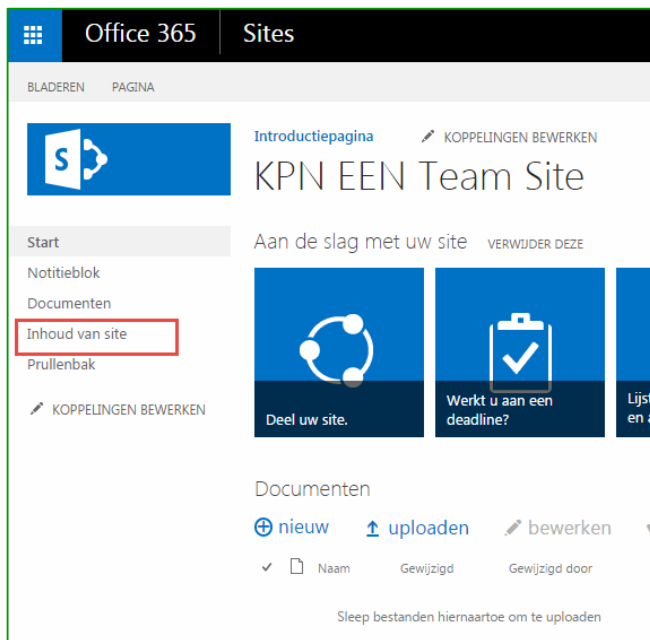 Office 365 Sites
BLADEREN PAGINA
S
Introductiepagina KOPPELINGEN BEWERKEN
KPN EEN Team Site
Start
Notitieblok
Documenten
Inhoud van site
Prullenbak
KOPPELINGEN BEWERKEN
Aan de slag met uw site VERWIJDER DEZE
Deel uw site.
Werkt u aan een
deadline?
Lijst
en a
Documenten
nieuw uploaden bewerken
Naam Gewijzigd Gewijzigd door
Sleep bestanden hiernaartoe om te uploaden